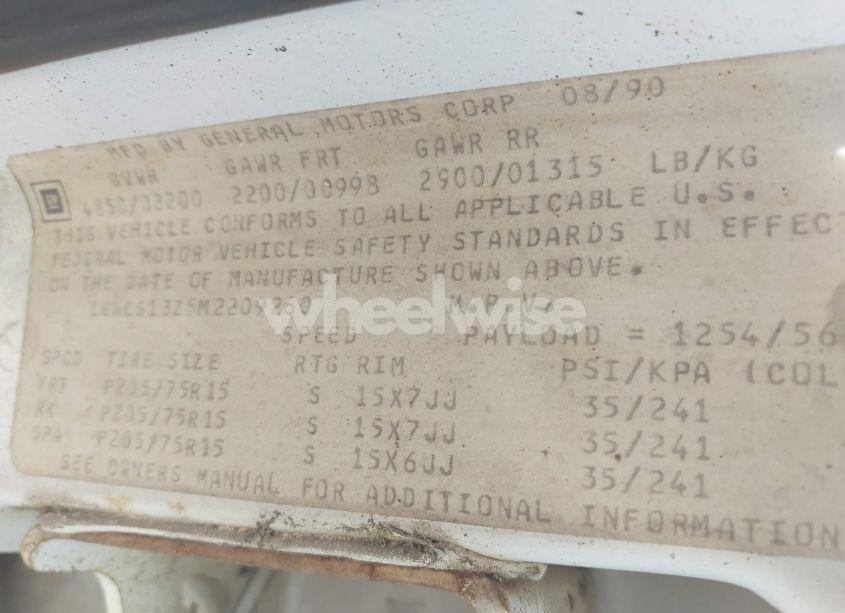 MFD BY GENERAL MOTORS CORP 08/90
GVWR GAWR FRT GAWR RR
4850/02200 2200/00998 2900/01315 LB/KG
THIS VEHICLE CONFORMS TO ALL APPLICABLE U.S.
FEDERAL MOTOR VEHICLE SAFETY STANDARDS IN EFFECT
ON THE DATE OF MANUFACTURE SHOWN ABOVE.
M.P.V.
wheelwise
SPEED PAYLOAD = 1254/56
SPCD TIRE SIZE RTG RIM PSI/KPA (COL
FRT P205/75R15 S 15X7JJ 35/241
RR P205/75R15 S 15X7JJ 35/241
SPA P205/75R15 S 15X6JJ 35/241
SEE OWNERS MANUAL FOR ADDITIONAL INFORMATION